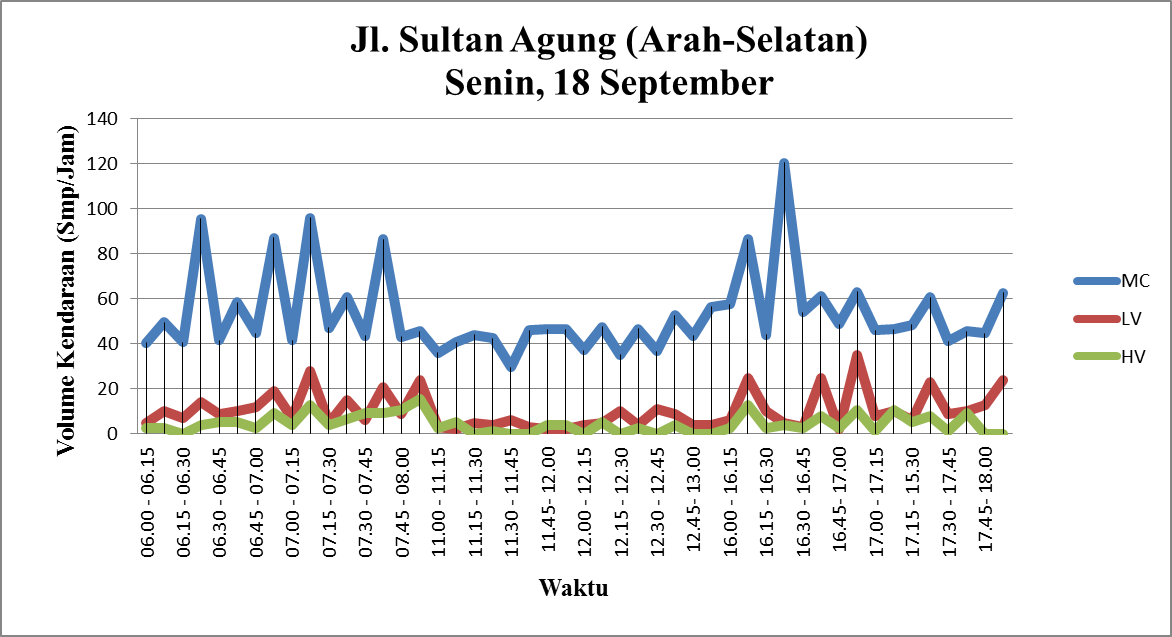 Jl. Sultan Agung (Arah-Selatan)
Senin, 18 September
Volume Kendaraan (Smp/Jam)
140
120
100
80
60
40
20
0
06.00 - 06.15
06.15 - 06.30
06.30 - 06.45
06.45 - 07.00
07.00 - 07.15
07.15 - 07.30
07.30 - 07.45
07.45 - 08.00
11.00 - 11.15
11.15 - 11.30
11.30 - 11.45
11.45- 12.00
12.00 - 12.15
12.15 - 12.30
12.30 - 12.45
12.45- 13.00
16.00 - 16.15
16.15 - 16.30
16.30 - 16.45
16.45 - 17.00
17.00 - 17.15
17.15 - 15.30
17.30 - 17.45
17.45- 18.00
Waktu
MC
LV
HV